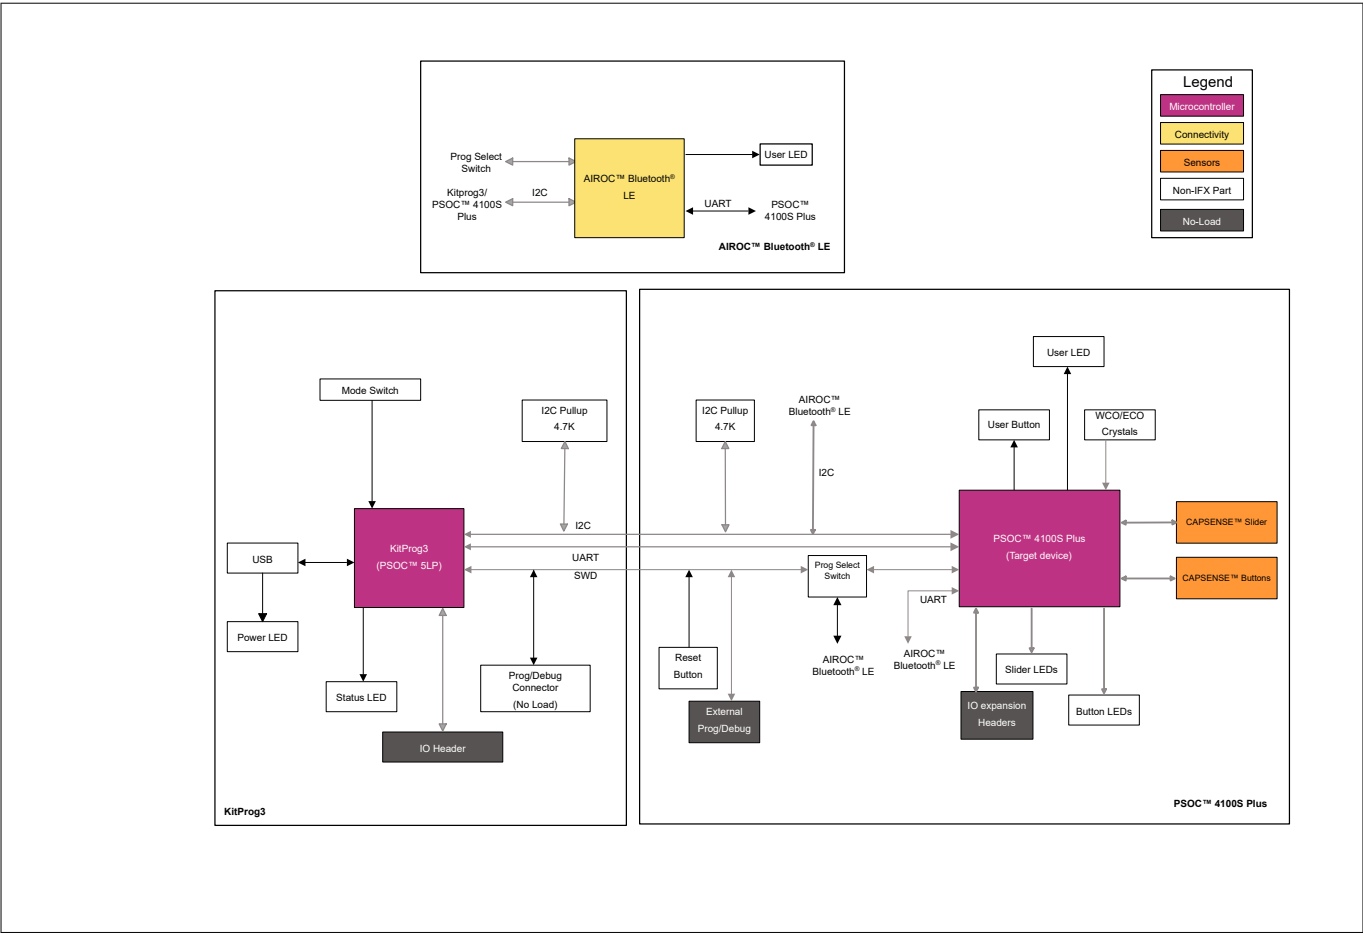 Legend
Microcontroller
Connectivity
Sensors
Non-IFX Part
No-Load
Prog Select
Switch
Kitprog3/
PSOC™ 4100S
Plus
I2C
AIROC™ Bluetooth®
LE
User LED
UART
PSOC™
4100S Plus
AIROC™ Bluetooth® LE
Mode Switch
I2C Pullup
4.7K
KitProg3
(PSOC™ 5LP)
USB
Power LED
Status LED
IO Header
Prog/Debug
Connector
(No Load)
I2C
UART
SWD
KitProg3
User LED
I2C Pullup
4.7K
AIROC™
Bluetooth® LE
I2C
User Button
WCO/ECO
Crystals
PSOC™ 4100S Plus
(Target device)
CAPSENSE™ Slider
CAPSENSE™ Buttons
Prog Select
Switch
UART
Reset
Button
External
Prog/Debug
AIROC™
Bluetooth® LE
AIROC™
Bluetooth® LE
IO expansion
Headers
Slider LEDs
Button LEDs
PSOC™ 4100S Plus